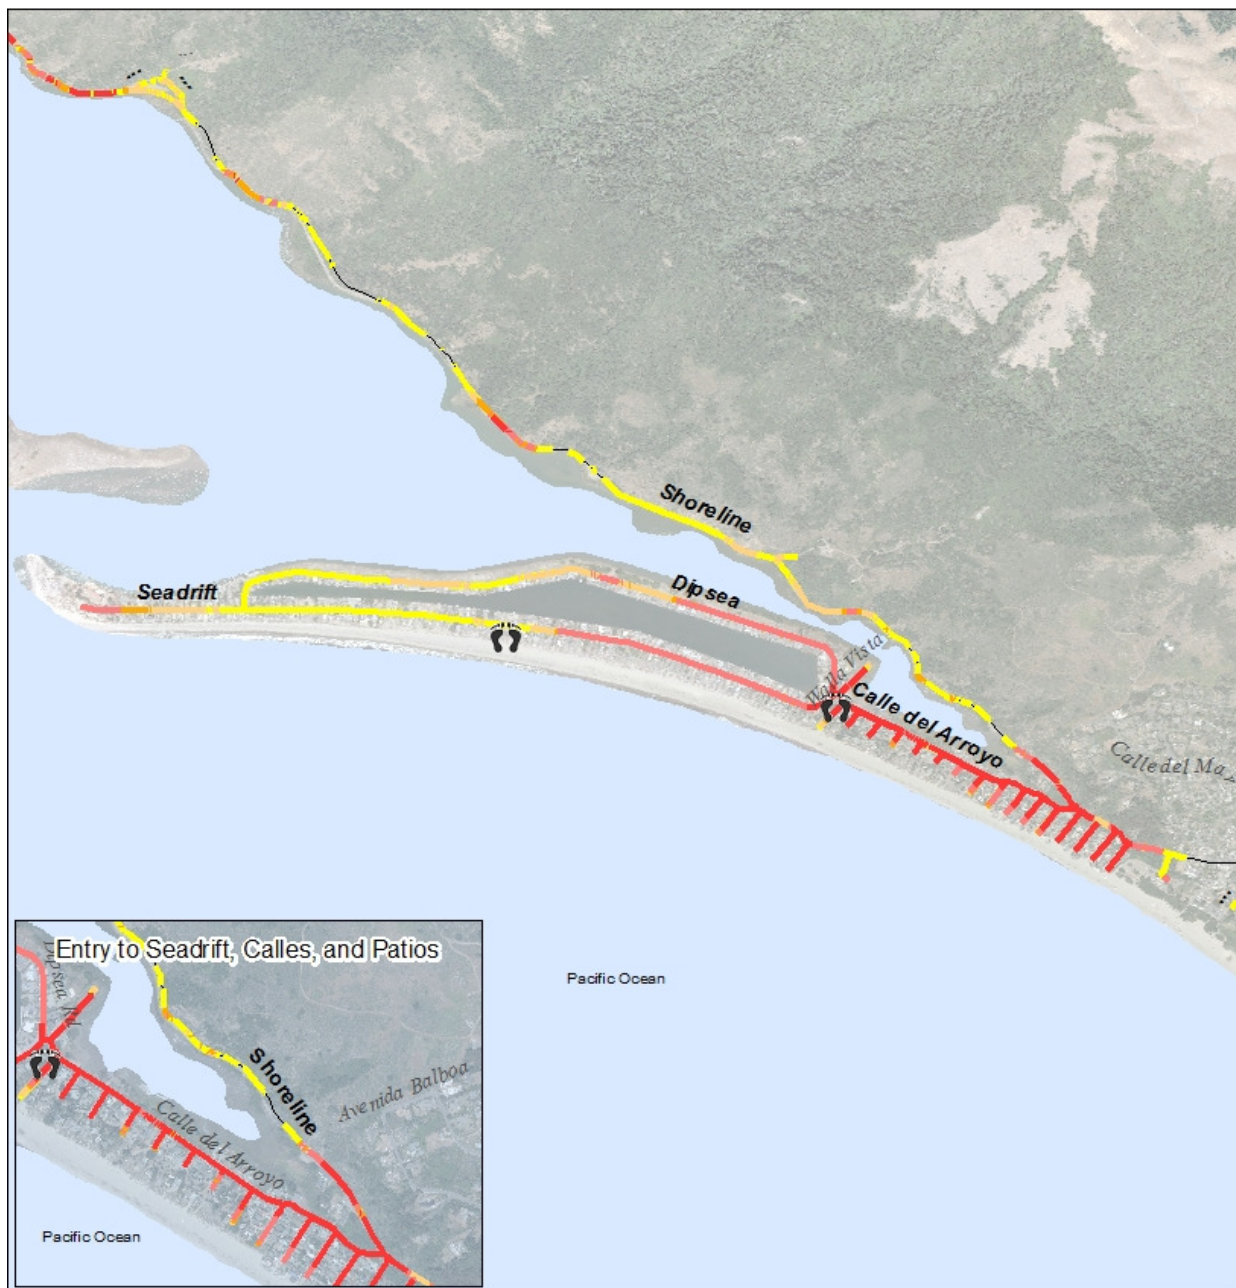 Shoreline
Seadrift
Dipsea
Walla Vista
Calle del Arroyo
Calle del Ma
Pacific Ocean
Entry to Seadrift, Calles, and Patios
Dipsea Rd
Shoreline
Avenida Balboa
Calle del Arroyo
Pacific Ocean